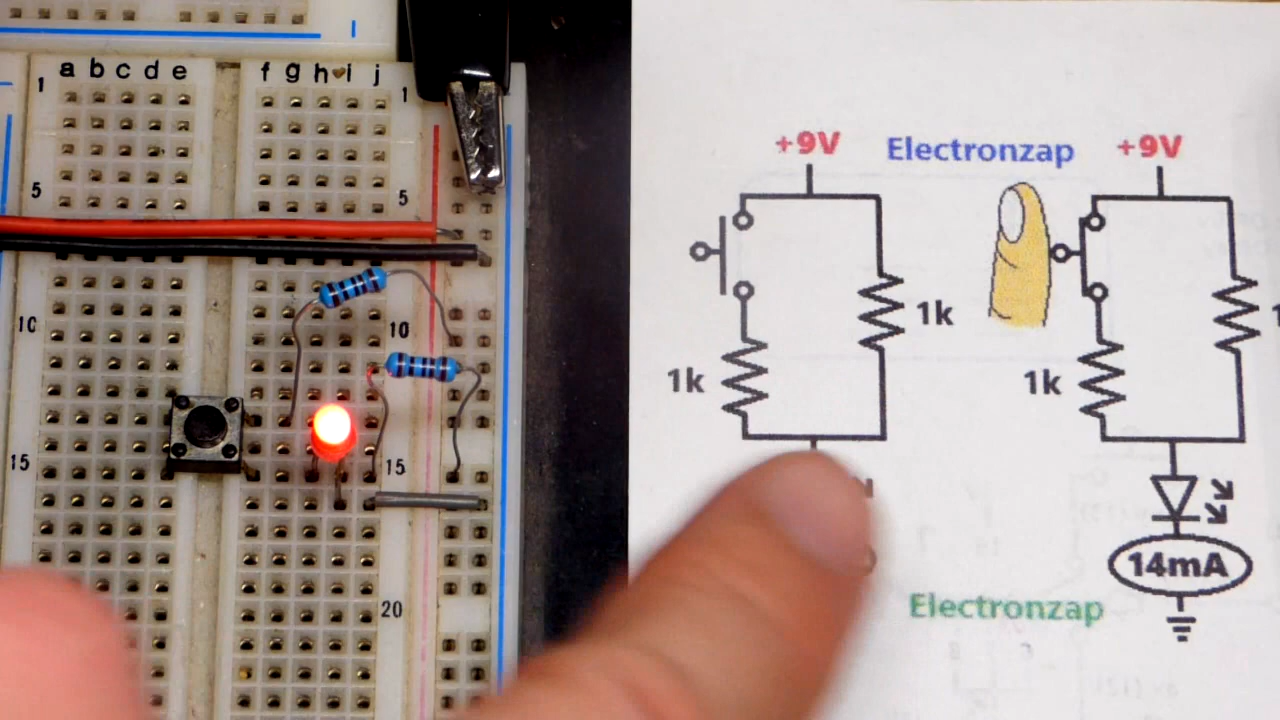 a b c d e f g h i j
1 1
5 5
10 10
15 15
20
+9V Electronzap +9V
1k
1k 1k
14mA
Electronzap